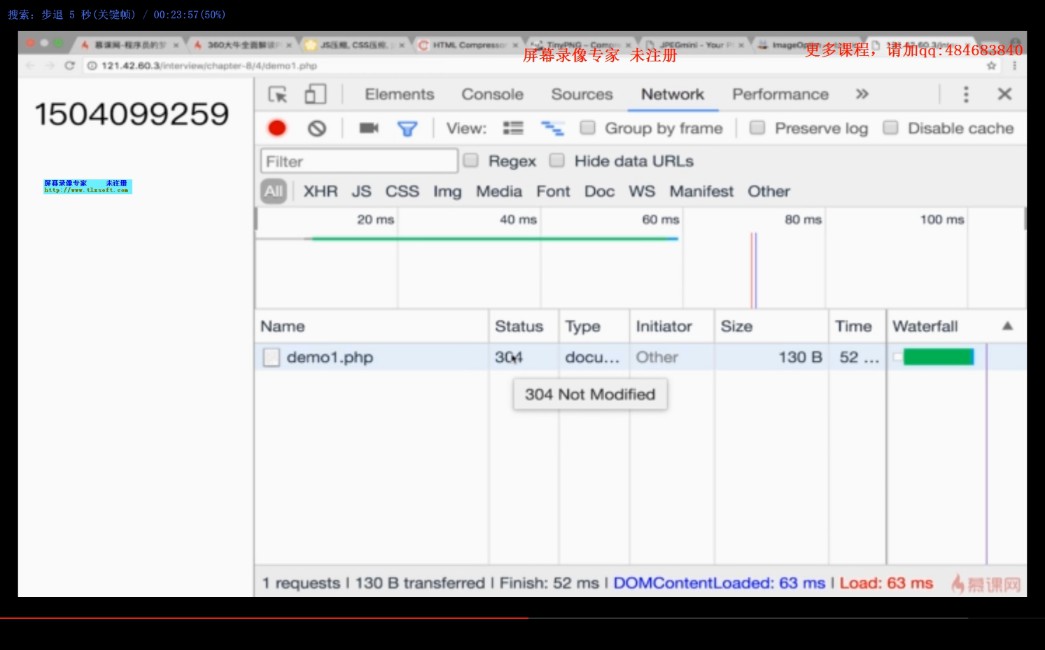 搜索: 步退 5 秒(关键帧) / 00:23:57(50%)
慕课网-程序员的梦 × 360大牛全面解读P × JS压缩, CSS压缩, × HTML Compressor × TinyPNG – Comp × JPEGmini - Your P × ImageOp
屏幕录像专家 未注册
更多课程，请加qq:484683840
121.42.60.3/interview/chapter-8/4/demo1.php
1504099259
屏幕录像专家 未注册
http://www.tlxsoft.com
Elements Console Sources Network Performance »
View: Group by frame Preserve log Disable cache
Filter Regex Hide data URLs
All XHR JS CSS Img Media Font Doc WS Manifest Other
20 ms 40 ms 60 ms 80 ms 100 ms
Name Status Type Initiator Size Time Waterfall
demo1.php 304 docu... Other 130 B 52 ...
304 Not Modified
1 requests | 130 B transferred | Finish: 52 ms | DOMContentLoaded: 63 ms | Load: 63 ms
慕课网